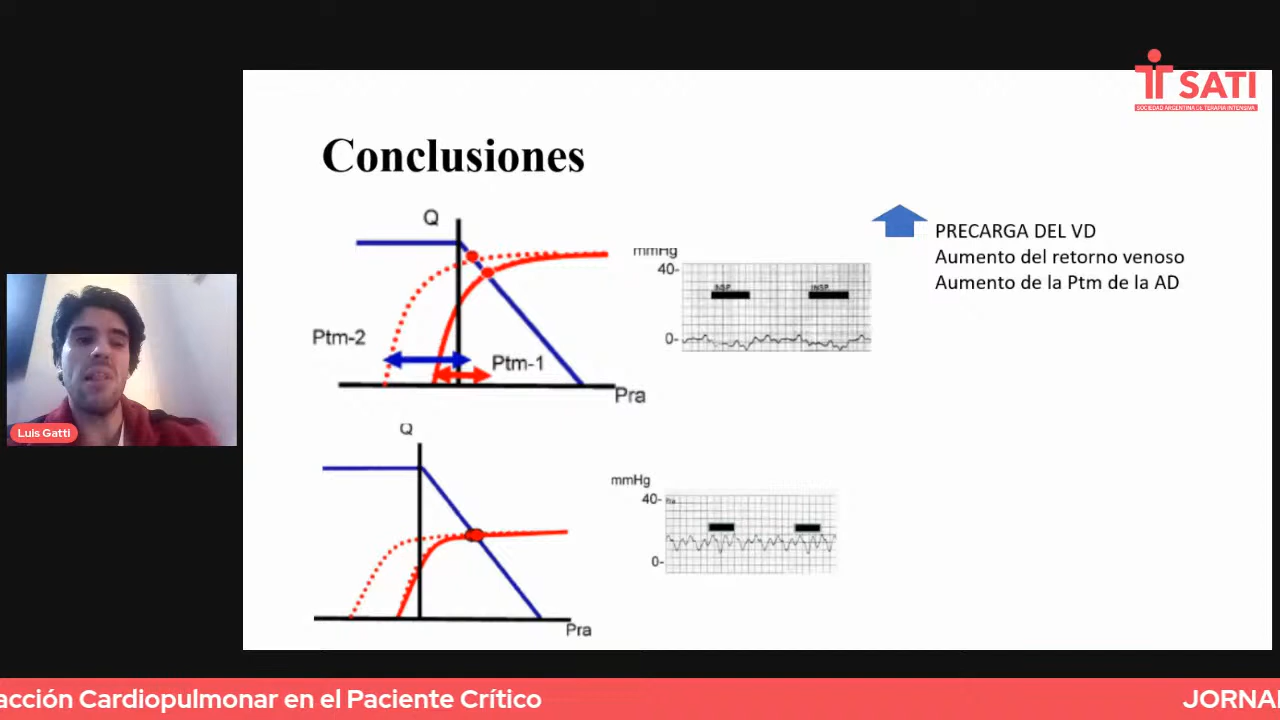 SATI
SOCIEDAD ARGENTINA DE TERAPIA INTENSIVA
Conclusiones
Q
Ptm-2
Ptm-1
Pra
mmHg
40-
INSP
INSP
0-
PRECARGA DEL VD
Aumento del retorno venoso
Aumento de la Ptm de la AD
Q
Pra
mmHg
40-
0-
Luis Gatti
acción Cardiopulmonar en el Paciente Crítico
JORNA